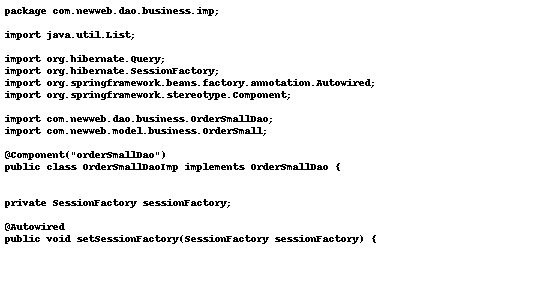 package com.newweb.dao.business.imp;
import java.util.List;
import org.hibernate.Query;
import org.hibernate.SessionFactory;
import org.springframework.beans.factory.annotation.Autowired;
import org.springframework.stereotype.Component;
import com.newweb.dao.business.OrderSmallDao;
import com.newweb.model.business.OrderSmall;
@Component("orderSmallDao")
public class OrderSmallDaoImp implements OrderSmallDao {
private SessionFactory sessionFactory;
@Autowired
public void setSessionFactory(SessionFactory sessionFactory) {